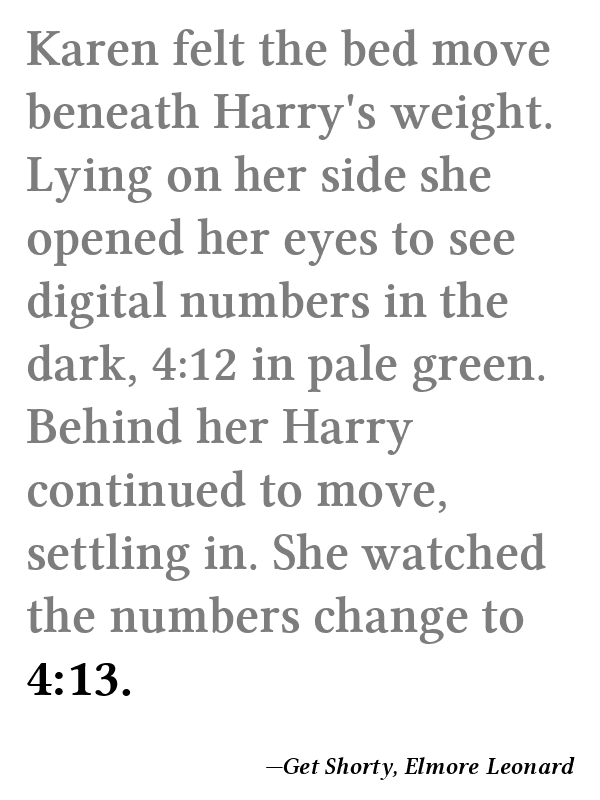 Karen felt the bed move
beneath Harry's weight.
Lying on her side she
opened her eyes to see
digital numbers in the
dark, 4:12 in pale green.
Behind her Harry
continued to move,
settling in. She watched
the numbers change to
4:13.
—Get Shorty, Elmore Leonard